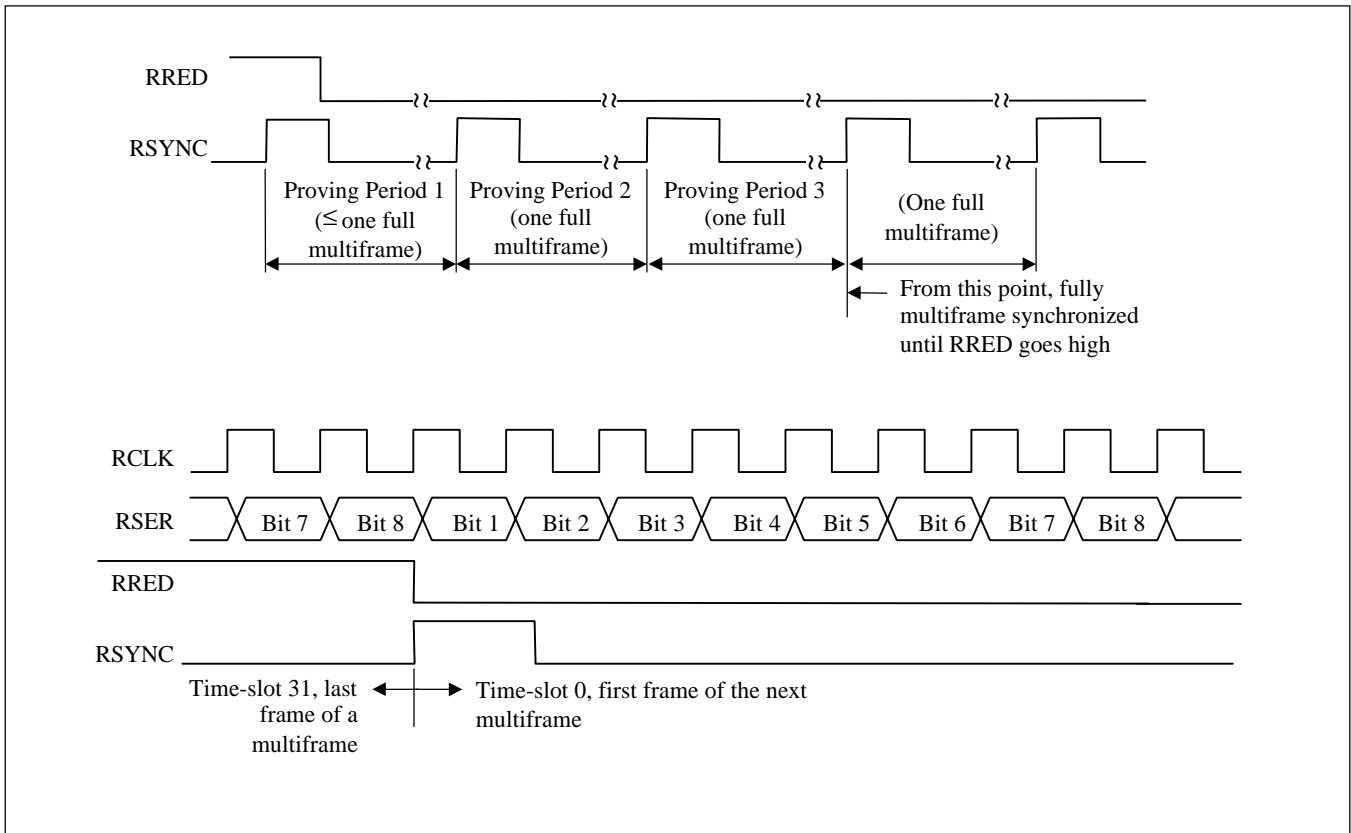 RRED
RSYNC
Proving Period 1
(≤ one full
multiframe)
Proving Period 2
(one full
multiframe)
Proving Period 3
(one full
multiframe)
(One full
multiframe)
From this point, fully
multiframe synchronized
until RRED goes high
RCLK
RSER
Bit 7 Bit 8 Bit 1 Bit 2 Bit 3 Bit 4 Bit 5 Bit 6 Bit 7 Bit 8
RRED
RSYNC
Time-slot 31, last
frame of a
multiframe
Time-slot 0, first frame of the next
multiframe